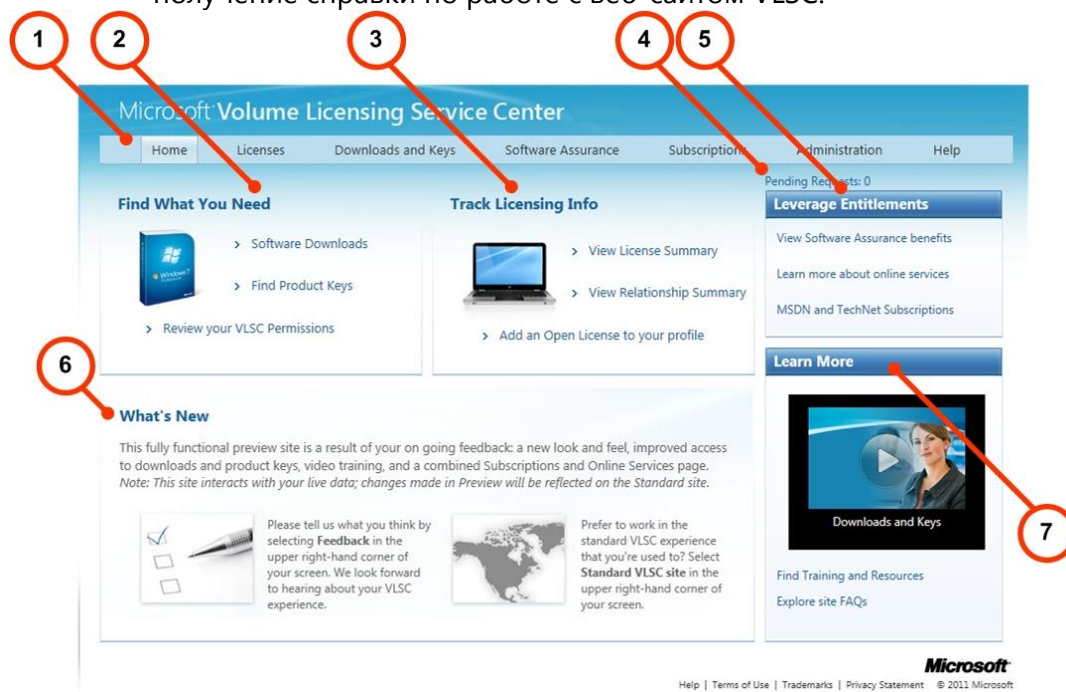 получение справки по работе с веб-сайтом VLSC.
1 2 3 4 5
Microsoft Volume Licensing Service Center
Home Licenses Downloads and Keys Software Assurance Subscriptions Administration Help
Pending Requests: 0
Find What You Need
Software Downloads
Windows 7
Find Product Keys
Review your VLSC Permissions
Track Licensing Info
View License Summary
View Relationship Summary
Add an Open License to your profile
Leverage Entitlements
View Software Assurance benefits
Learn more about online services
MSDN and TechNet Subscriptions
6
What's New
This fully functional preview site is a result of your on going feedback: a new look and feel, improved access
to downloads and product keys, video training, and a combined Subscriptions and Online Services page.
Note: This site interacts with your live data; changes made in Preview will be reflected on the Standard site.
Please tell us what you think by
selecting Feedback in the
upper right-hand corner of
your screen. We look forward
to hearing about your VLSC
experience.
Prefer to work in the
standard VLSC experience
that you're used to? Select
Standard VLSC site in the
upper right-hand corner of
your screen.
Learn More
Downloads and Keys
7
Find Training and Resources
Explore site FAQs
Microsoft
Help | Terms of Use | Trademarks | Privacy Statement © 2011 Microsoft